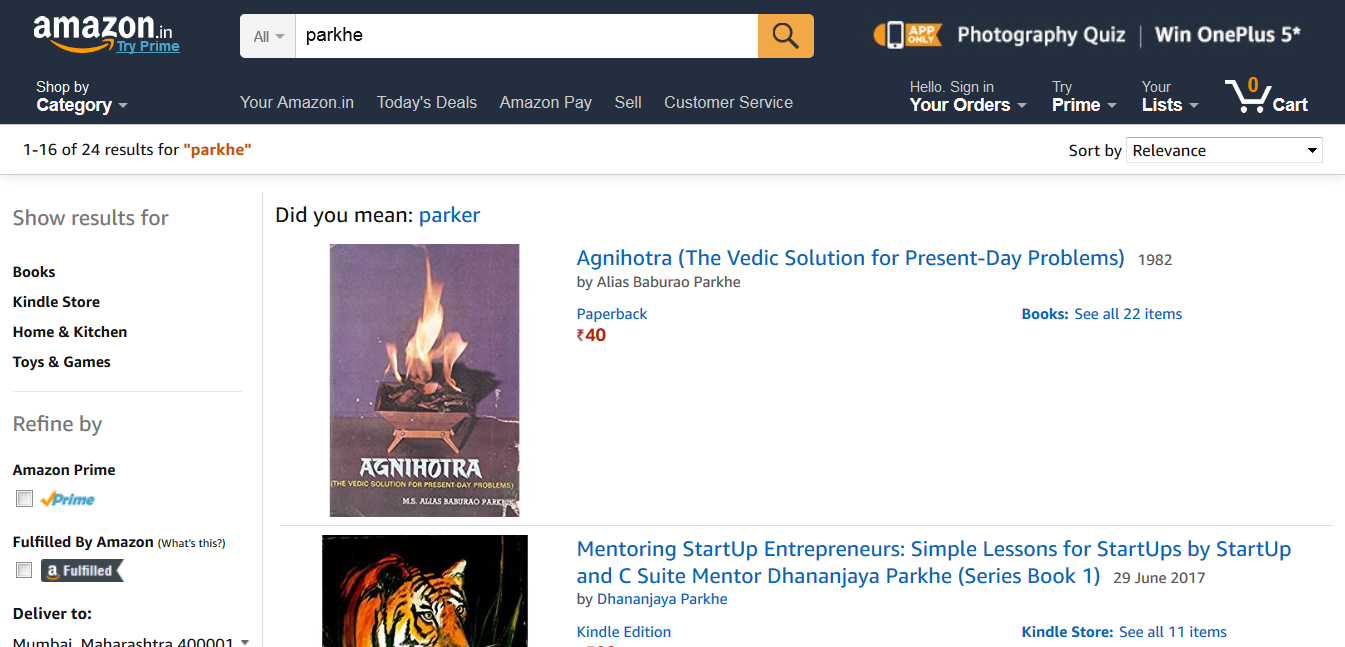 amazon.in
Try Prime
All
parkhe
APP ONLY
Photography Quiz | Win OnePlus 5*
Shop by
Category
Your Amazon.in
Today's Deals
Amazon Pay
Sell
Customer Service
Hello. Sign in
Your Orders
Try
Prime
Your
Lists
0
Cart
1-16 of 24 results for "parkhe"
Sort by Relevance
Show results for
Books
Kindle Store
Home & Kitchen
Toys & Games
Refine by
Amazon Prime
Prime
Fulfilled By Amazon (What's this?)
a Fulfilled
Deliver to:
Mumbai, Maharashtra 400001
Did you mean: parker
AGNIHOTRA
(THE VEDIC SOLUTION FOR PRESENT-DAY PROBLEMS)
M.S. ALIAS BABURAO PARKHE
Agnihotra (The Vedic Solution for Present-Day Problems) 1982
by Alias Baburao Parkhe
Paperback
₹40
Books: See all 22 items
Mentoring StartUp Entrepreneurs: Simple Lessons for StartUps by StartUp
and C Suite Mentor Dhananjaya Parkhe (Series Book 1) 29 June 2017
by Dhananjaya Parkhe
Kindle Edition
Kindle Store: See all 11 items